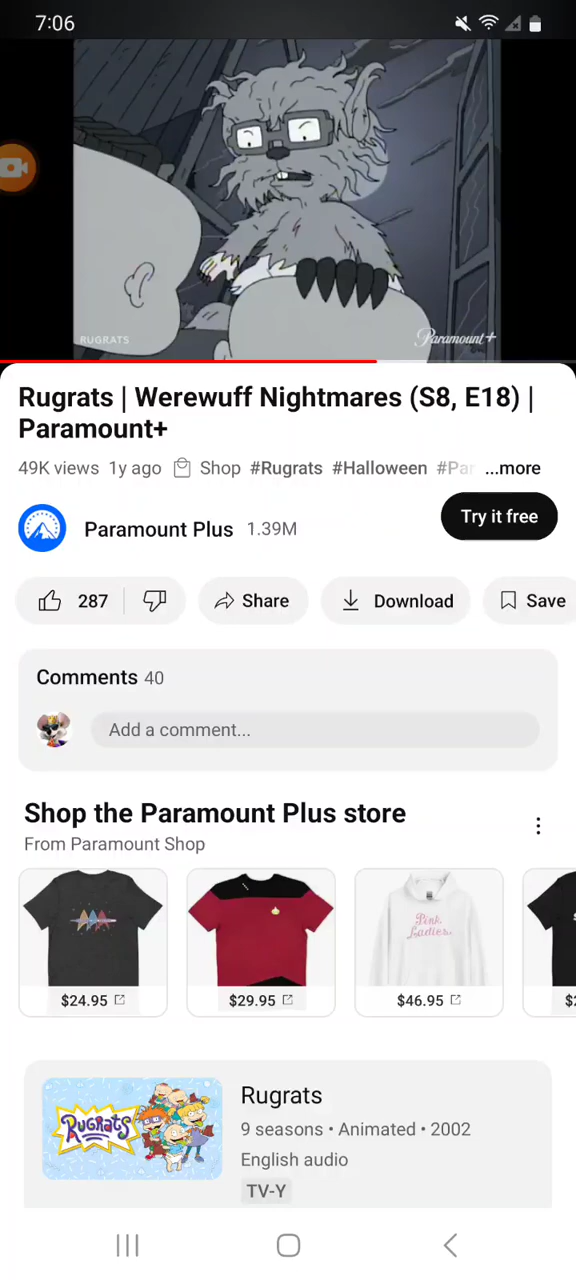 7:06
RUGRATS
Paramount+
Rugrats | Werewuff Nightmares (S8, E18) |
Paramount+
49K views 1y ago Shop #Rugrats #Halloween #Par ...more
Paramount Plus 1.39M
Try it free
287 Share Download Save
Comments 40
Add a comment...
Shop the Paramount Plus store
From Paramount Shop
Pink
Ladies.
$24.95 $29.95 $46.95 $2
RUGRATS
Rugrats
9 seasons • Animated • 2002
English audio
TV-Y